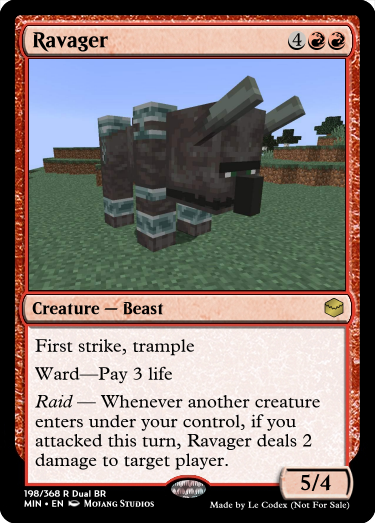 Ravager 4
Creature — Beast
First strike, trample
Ward—Pay 3 life
Raid — Whenever another creature
enters under your control, if you
attacked this turn, Ravager deals 2
damage to target player.
5/4
198/368 R Dual BR
MIN • EN Mojang Studios
Made by Le Codex (Not For Sale)